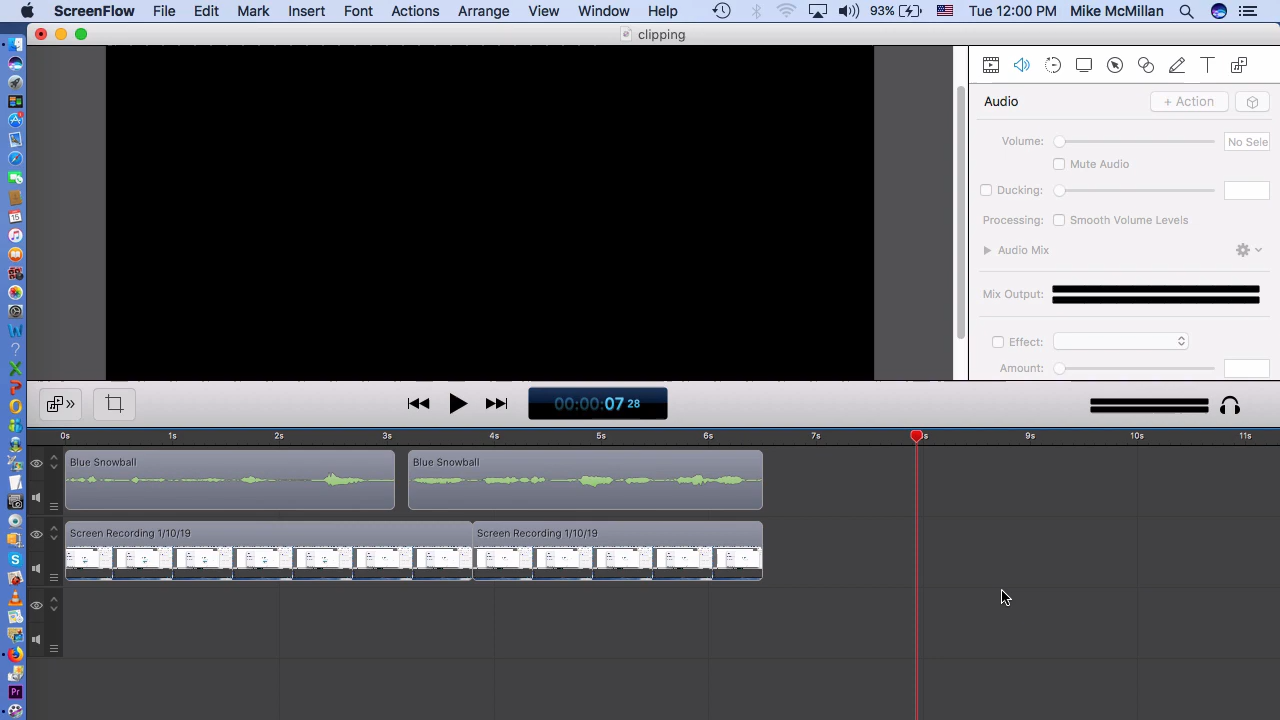 ScreenFlow File Edit Mark Insert Font Actions Arrange View Window Help 93% Tue 12:00 PM Mike McMillan
clipping
Audio + Action
Volume: No Sele
Mute Audio
Ducking:
Processing: Smooth Volume Levels
Audio Mix
Mix Output:
Effect:
Amount:
00:00:07 28
0s 1s 2s 3s 4s 5s 6s 7s 8s 9s 10s 11s
Blue Snowball Blue Snowball
Screen Recording 1/10/19 Screen Recording 1/10/19